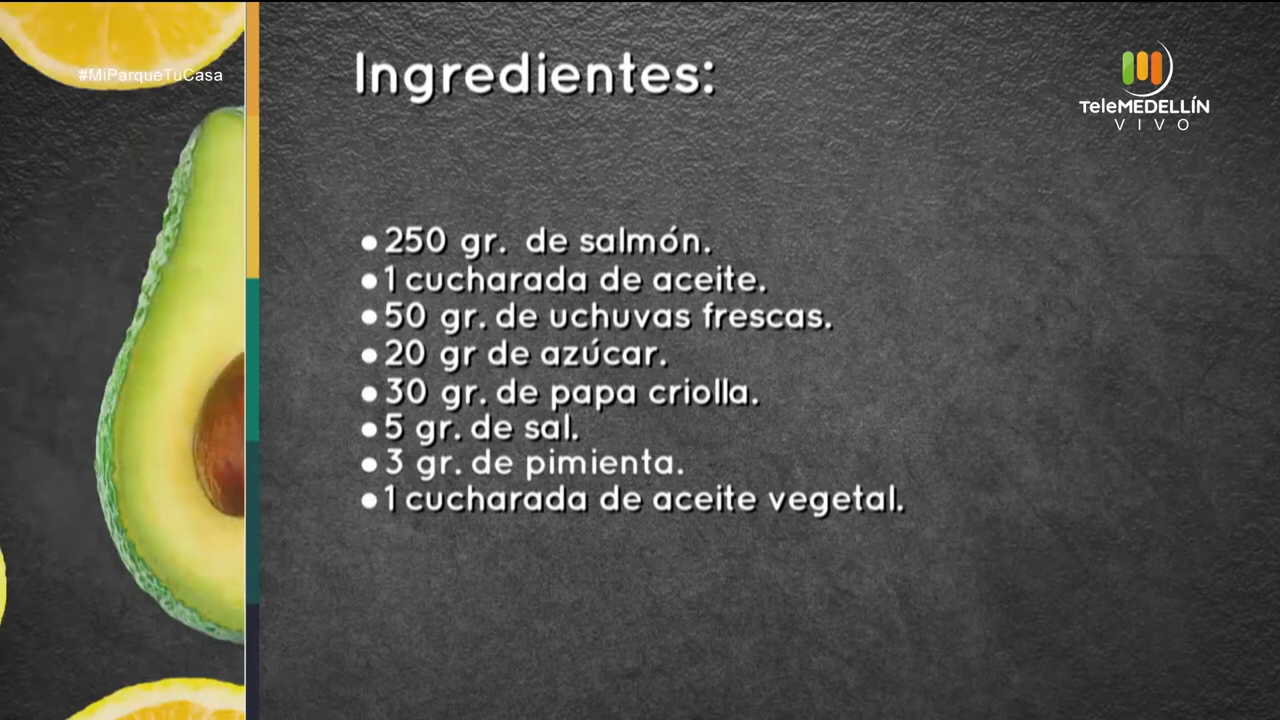 #MiParqueTuCasa
Ingredientes:
TeleMEDELLÍN
VIVO
•250 gr. de salmón.
•1 cucharada de aceite.
•50 gr. de uchuvas frescas.
•20 gr de azúcar.
•30 gr. de papa criolla.
•5 gr. de sal.
•3 gr. de pimienta.
•1 cucharada de aceite vegetal.